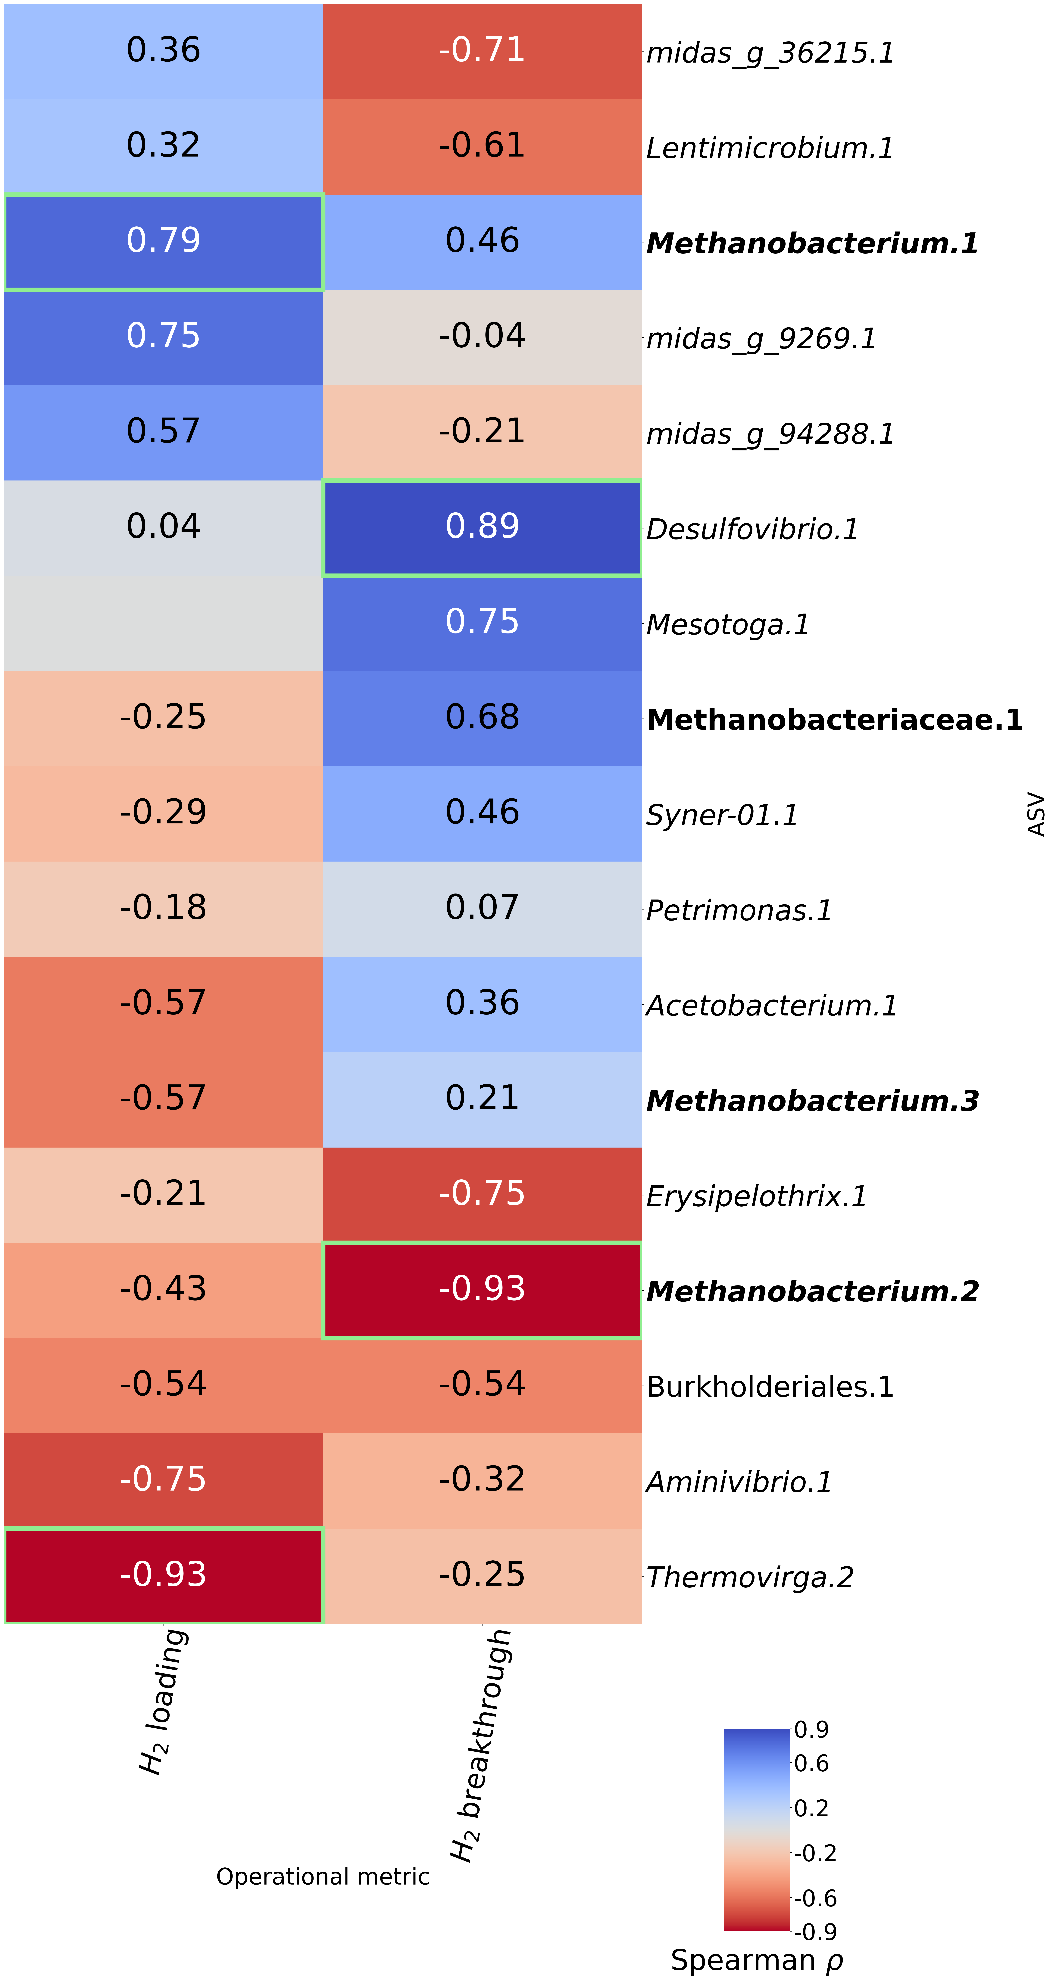 0.36 -0.71 midas_g_36215.1
0.32 -0.61 Lentimicrobium.1
0.79 0.46 Methanobacterium.1
0.75 -0.04 midas_g_9269.1
0.57 -0.21 midas_g_94288.1
0.04 0.89 Desulfovibrio.1
0.75 Mesotoga.1
-0.25 0.68 Methanobacteriaceae.1
-0.29 0.46 Syner-01.1
ASV
-0.18 0.07 Petrimonas.1
-0.57 0.36 Acetobacterium.1
-0.57 0.21 Methanobacterium.3
-0.21 -0.75 Erysipelothrix.1
-0.43 -0.93 Methanobacterium.2
-0.54 -0.54 Burkholderiales.1
-0.75 -0.32 Aminivibrio.1
-0.93 -0.25 Thermovirga.2
H₂ loading
H₂ breakthrough
Operational metric
0.9
0.6
0.2
-0.2
-0.6
-0.9
Spearman ρ